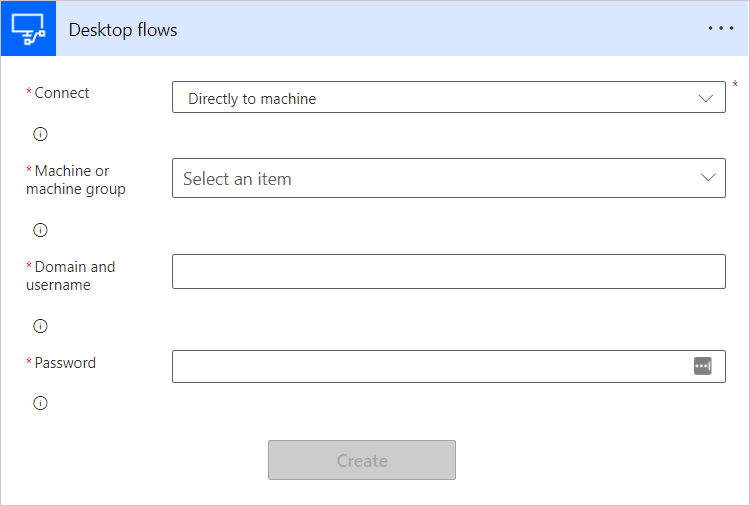 Desktop flows
* Connect
Directly to machine
*
* Machine or
machine group
Select an item
* Domain and
username
* Password
Create